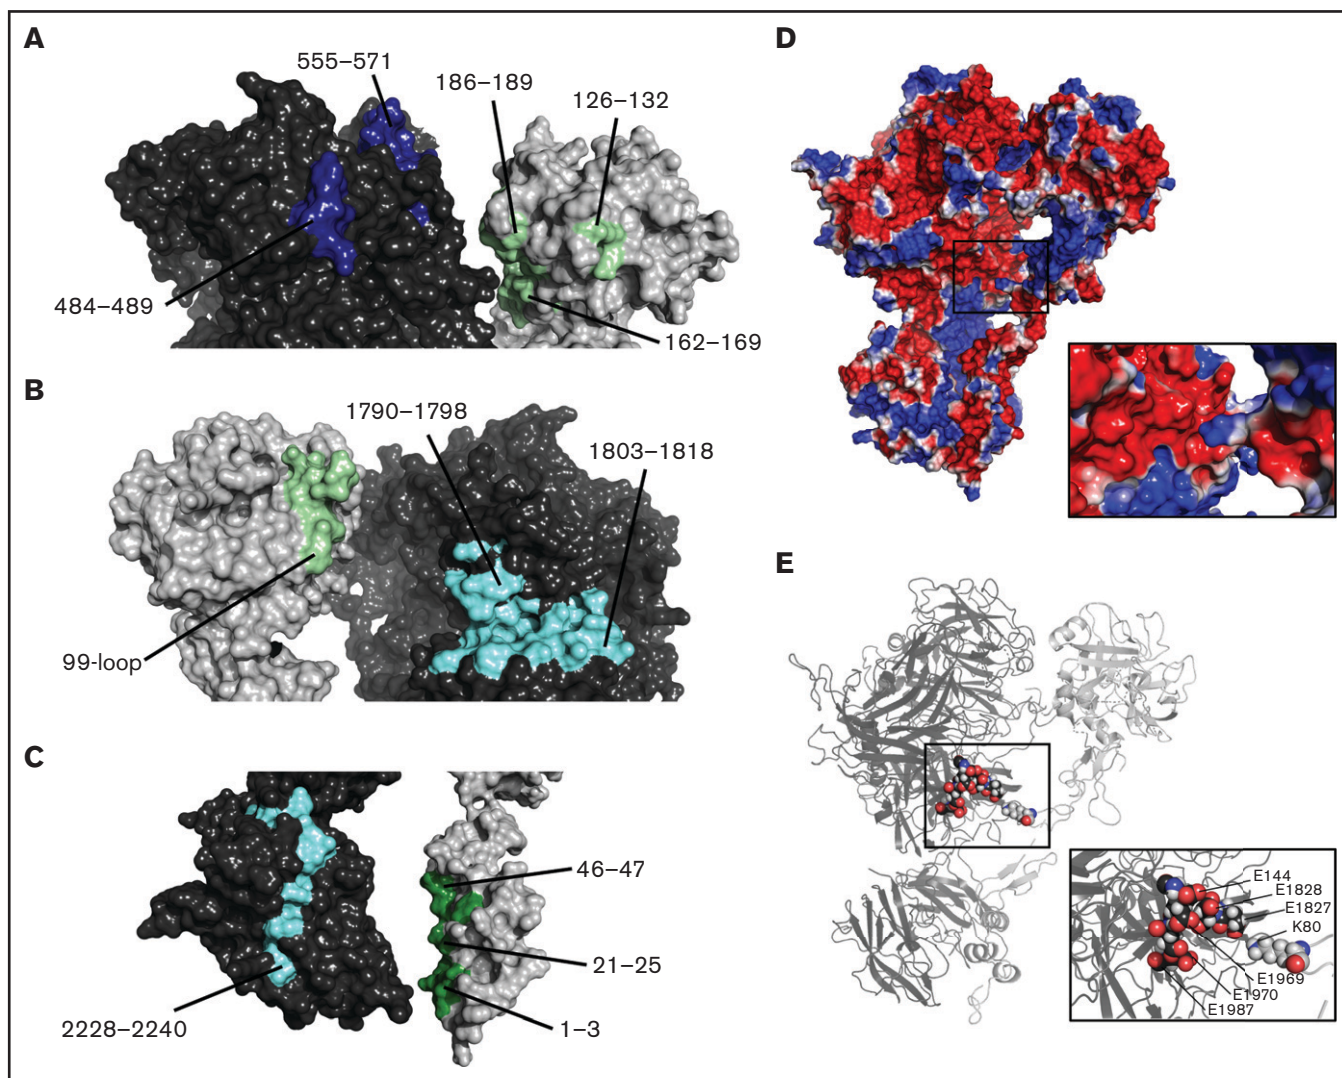 A
555–571
186–189
126–132
484–489
162–169
B
1790–1798
1803–1818
99-loop
C
46–47
21–25
2228–2240
1–3
D
E
E144
E1828
E1827
K80
E1969
E1970
E1987